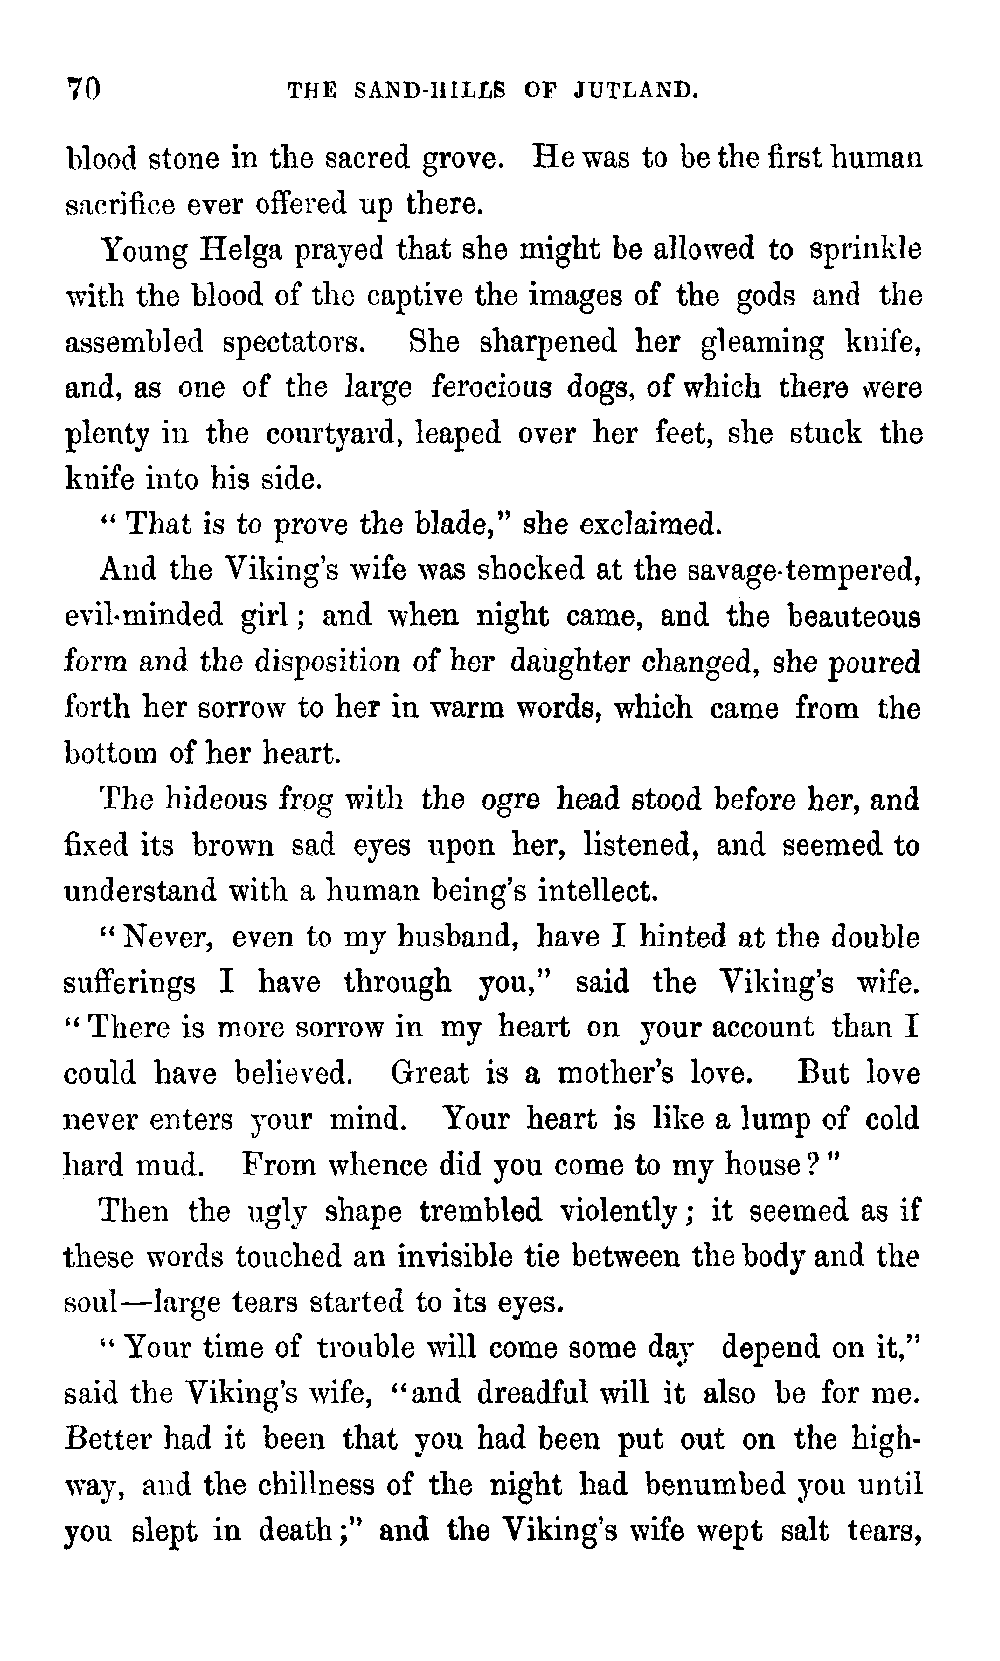 70 THE SAND-HILLS OF JUTLAND.
blood stone in the sacred grove. He was to be the first human
sacrifice ever offered up there.
Young Helga prayed that she might be allowed to sprinkle
with the blood of the captive the images of the gods and the
assembled spectators. She sharpened her gleaming knife,
and, as one of the large ferocious dogs, of which there were
plenty in the courtyard, leaped over her feet, she stuck the
knife into his side.
"That is to prove the blade," she exclaimed.
And the Viking's wife was shocked at the savage-tempered,
evil-minded girl; and when night came, and the beauteous
form and the disposition of her daughter changed, she poured
forth her sorrow to her in warm words, which came from the
bottom of her heart.
The hideous frog with the ogre head stood before her, and
fixed its brown sad eyes upon her, listened, and seemed to
understand with a human being's intellect.
"Never, even to my husband, have I hinted at the double
sufferings I have through you," said the Viking's wife.
"There is more sorrow in my heart on your account than I
could have believed. Great is a mother's love. But love
never enters your mind. Your heart is like a lump of cold
hard mud. From whence did you come to my house?"
Then the ugly shape trembled violently; it seemed as if
these words touched an invisible tie between the body and the
soul—large tears started to its eyes.
"Your time of trouble will come some day depend on it,"
said the Viking's wife, "and dreadful will it also be for me.
Better had it been that you had been put out on the high-
way, and the chillness of the night had benumbed you until
you slept in death;" and the Viking's wife wept salt tears,